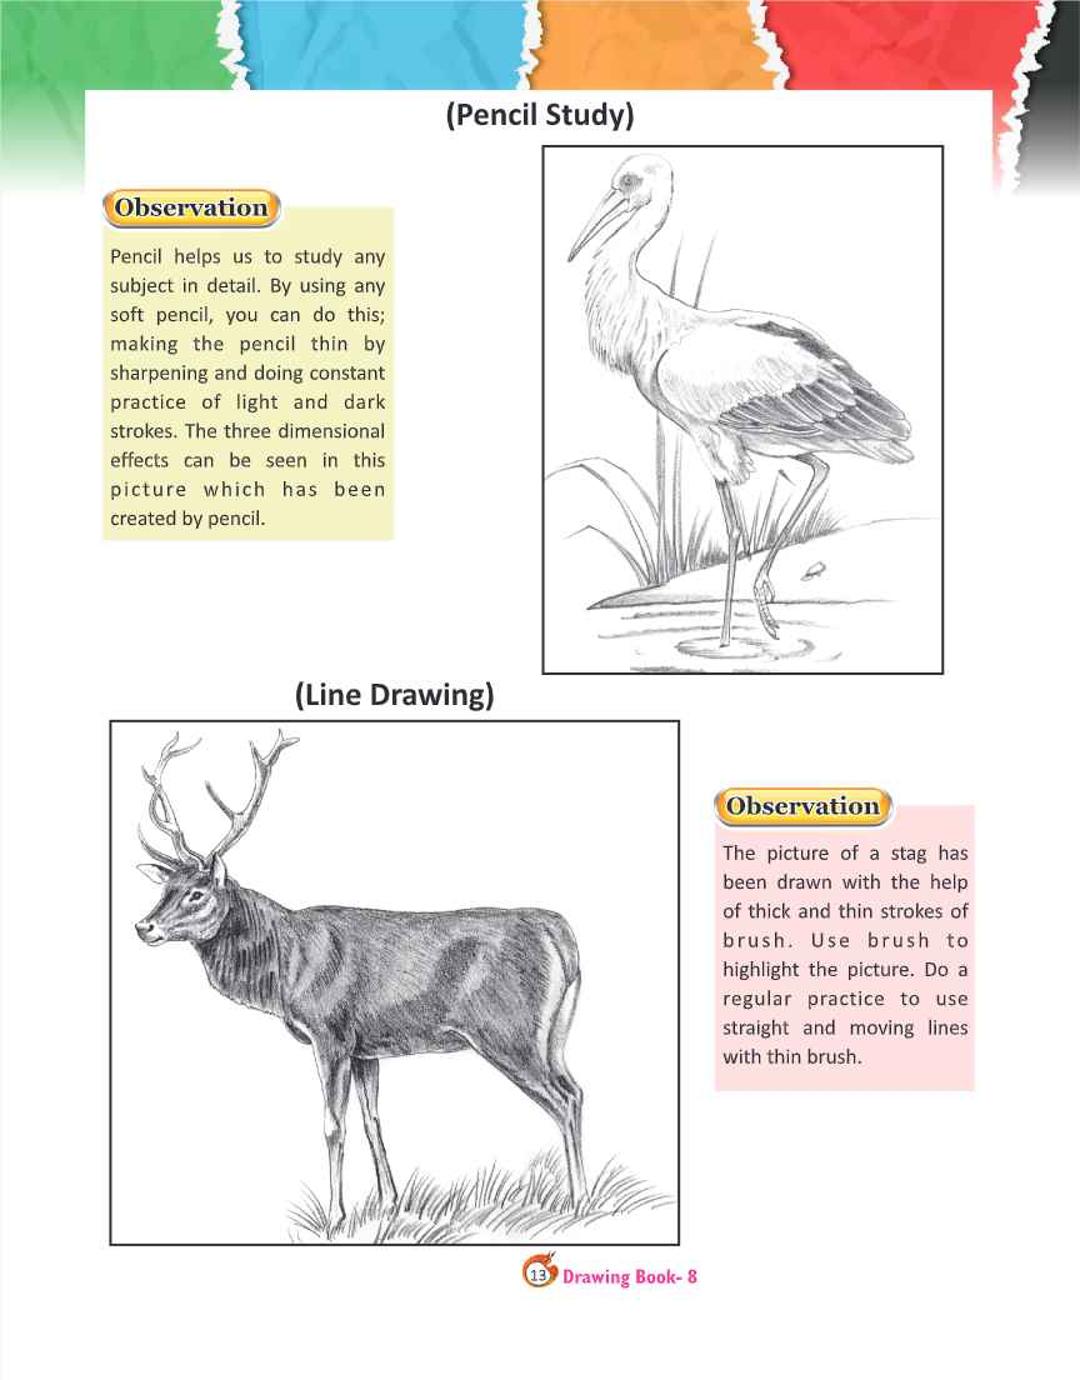 (Pencil Study)
Observation
Pencil helps us to study any
subject in detail. By using any
soft pencil, you can do this;
making the pencil thin by
sharpening and doing constant
practice of light and dark
strokes. The three dimensional
effects can be seen in this
picture which has been
created by pencil.
(Line Drawing)
Observation
The picture of a stag has
been drawn with the help
of thick and thin strokes of
brush. Use brush to
highlight the picture. Do a
regular practice to use
straight and moving lines
with thin brush.
13 Drawing Book- 8